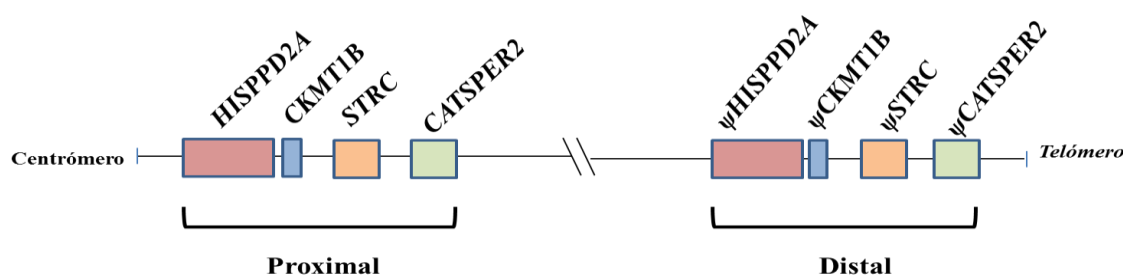 HISPPD2A CKMT1B STRC CATSPER2 ψHISPPD2A ψCKMT1B ψSTRC ψCATSPER2
Centrómero Telómero
Proximal Distal